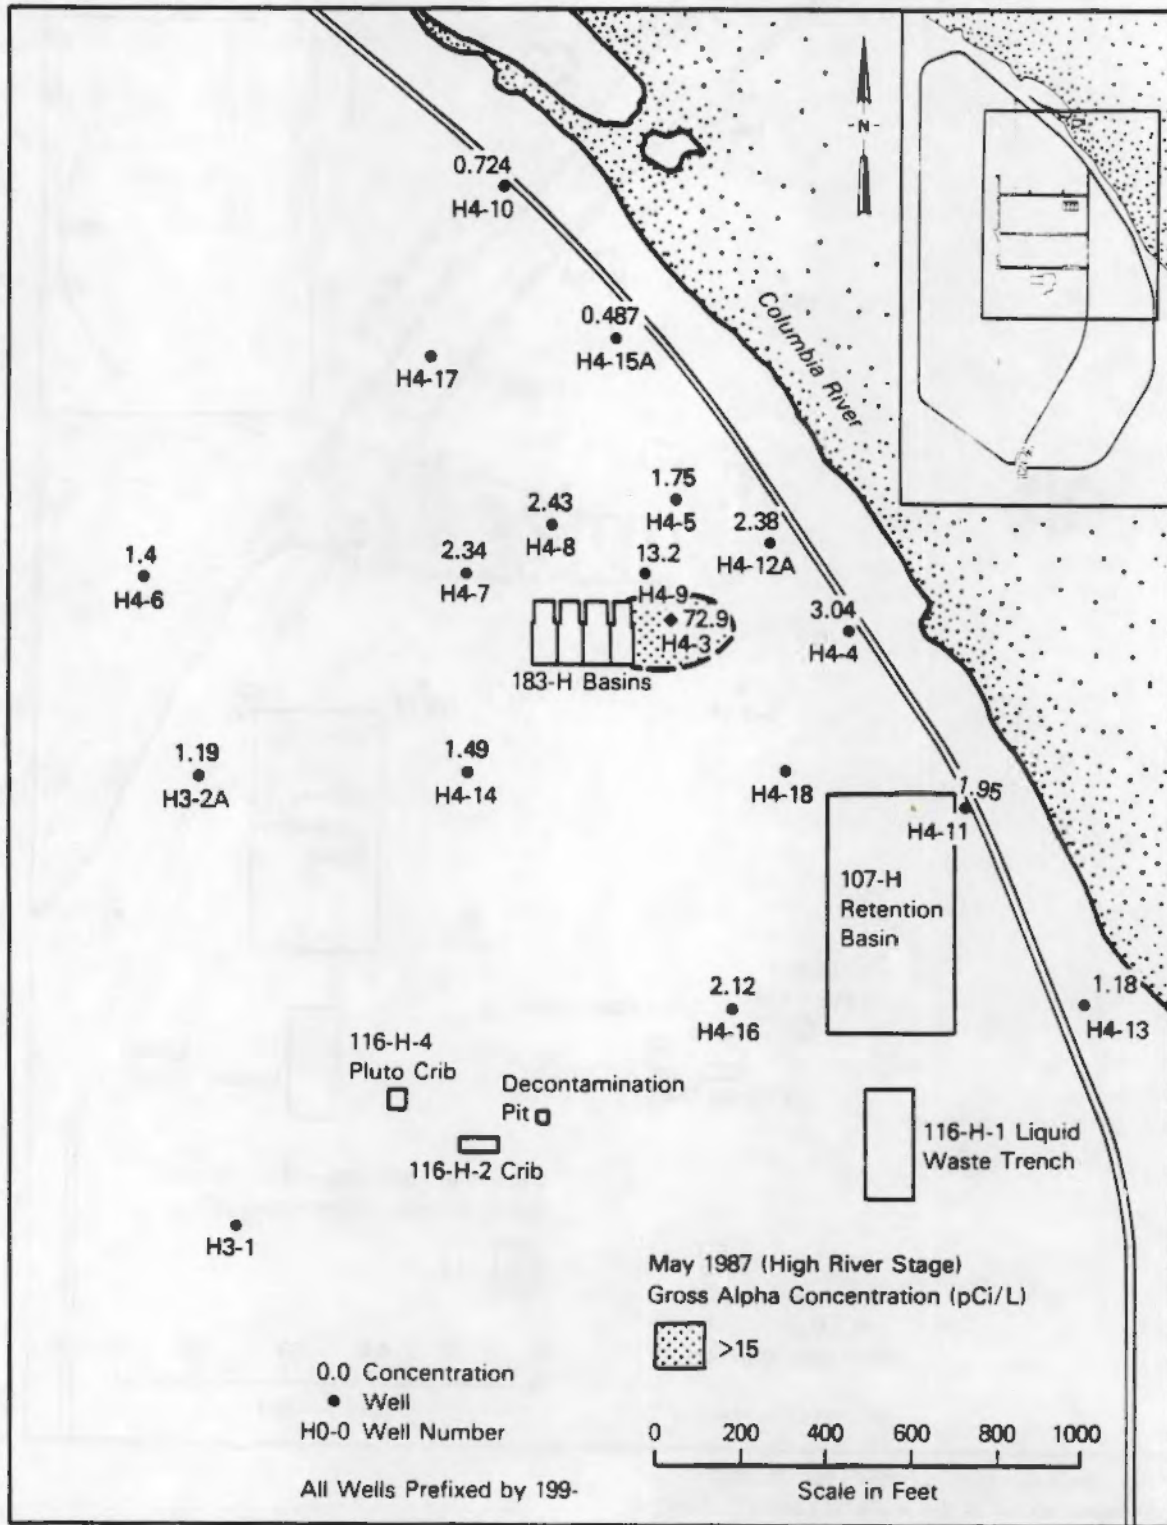 -N-
0.724
H4-10
0.487
H4-15A
H4-17
Columbia River
1.75
H4-5
2.43
H4-8
2.38
H4-12A
1.4
H4-6
2.34
H4-7
13.2
H4-9
72.9
H4-3
3.04
H4-4
183-H Basins
1.19
H3-2A
1.49
H4-14
H4-18
1.95
H4-11
107-H
Retention
Basin
2.12
H4-16
1.18
H4-13
116-H-4
Pluto Crib
Decontamination
Pit
116-H-2 Crib
116-H-1 Liquid
Waste Trench
H3-1
May 1987 (High River Stage)
Gross Alpha Concentration (pCi/L)
>15
0.0 Concentration
Well
H0-0 Well Number
0 200 400 600 800 1000
All Wells Prefixed by 199-
Scale in Feet